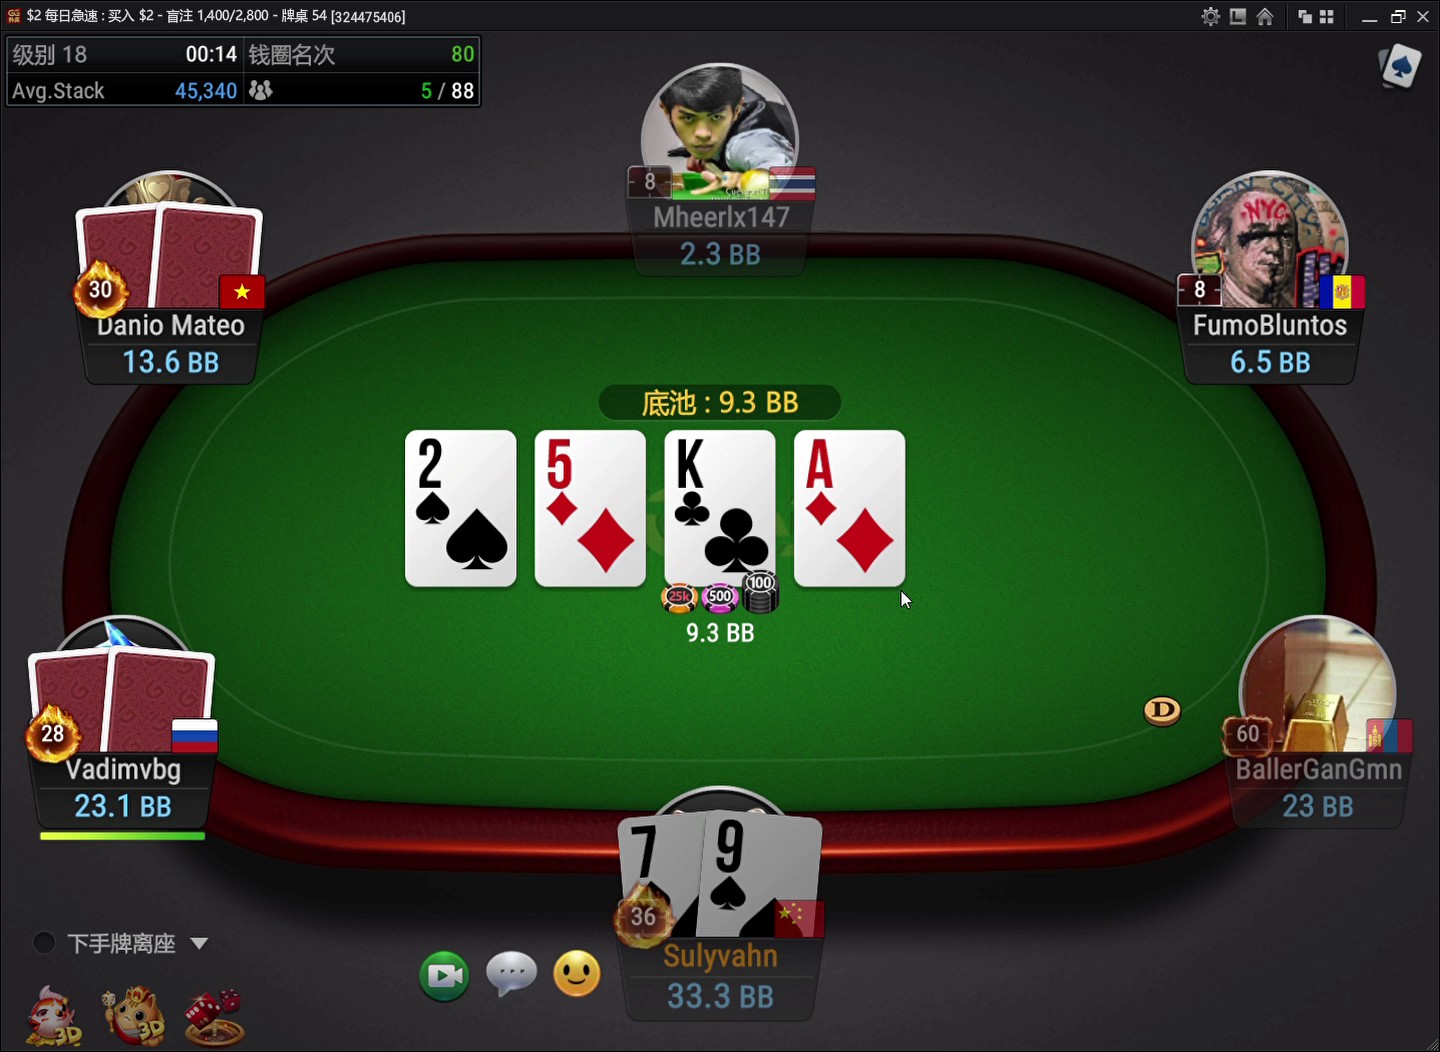 $2 每日急速 : 买入 $2 - 盲注 1,400/2,800 - 牌桌 54 [324475406]
级别 18 00:14 钱圈名次 80
Avg.Stack 45,340 5 / 88
8
Mheerlx147
2.3 BB
30
Danio Mateo
13.6 BB
NYC
8
FumoBluntos
6.5 BB
底池 : 9.3 BB
2 5 K A
25k 500 100
9.3 BB
D
28
Vadimvbg
23.1 BB
60
BallerGanGmn
23 BB
7 9
36
Sulyvahn
33.3 BB
下手牌离座
3D 3D